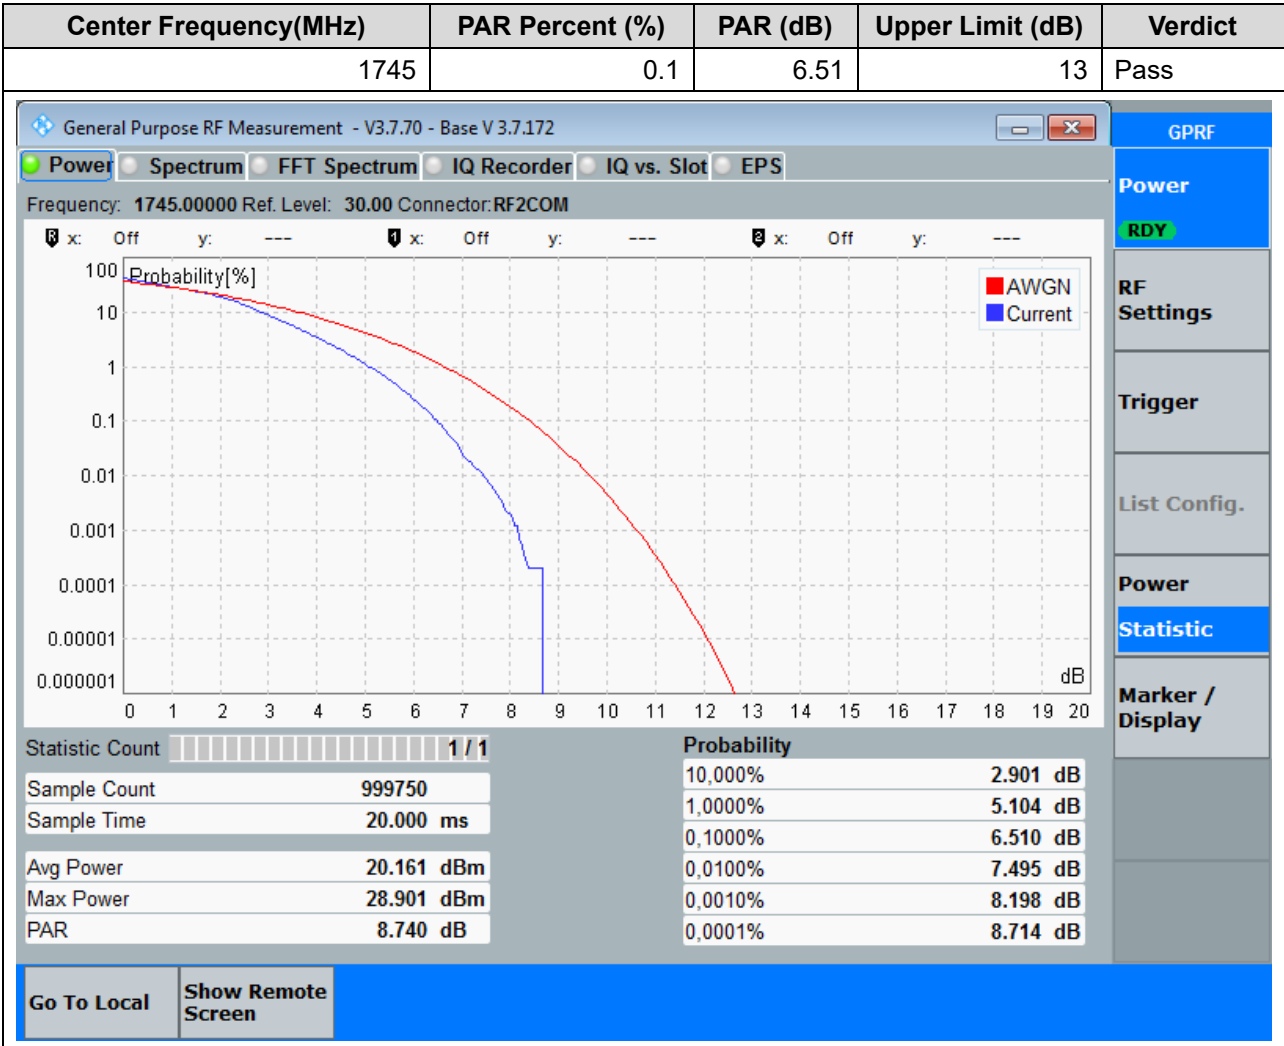 Center Frequency(MHz) PAR Percent (%) PAR (dB) Upper Limit (dB) Verdict
1745 0.1 6.51 13 Pass
General Purpose RF Measurement - V3.7.70 - Base V 3.7.172
GPRF
Power Spectrum FFT Spectrum IQ Recorder IQ vs. Slot EPS
Power
RDY
Frequency: 1745.00000 Ref. Level: 30.00 Connector: RF2COM
R x: Off y: --- 1 x: Off y: --- 2 x: Off y: ---
Probability[%]
AWGN
Current
100
10
1
0.1
0.01
0.001
0.0001
0.00001
0.000001
dB
0 1 2 3 4 5 6 7 8 9 10 11 12 13 14 15 16 17 18 19 20
RF
Settings
Trigger
List Config.
Power
Statistic
Marker /
Display
Statistic Count 1 / 1
Sample Count 999750
Sample Time 20.000 ms
Avg Power 20.161 dBm
Max Power 28.901 dBm
PAR 8.740 dB
Probability
10,000% 2.901 dB
1,0000% 5.104 dB
0,1000% 6.510 dB
0,0100% 7.495 dB
0,0010% 8.198 dB
0,0001% 8.714 dB
Go To Local
Show Remote
Screen